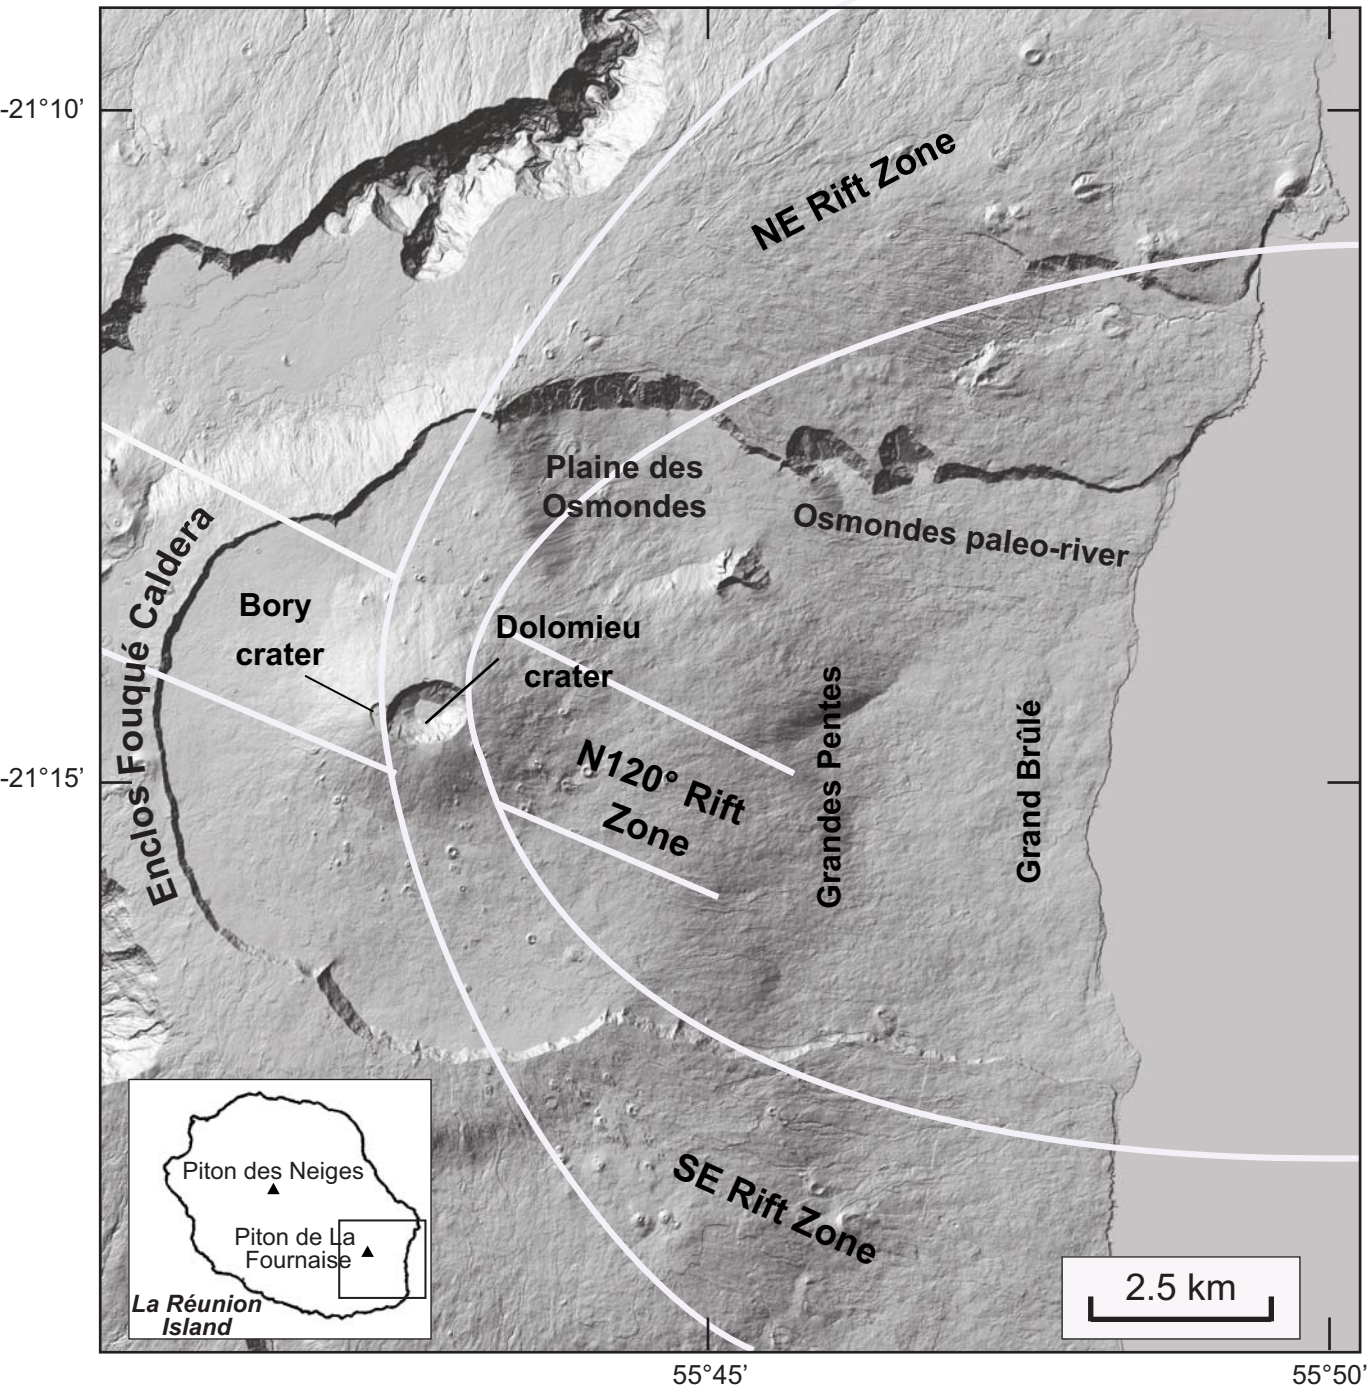 -21°10'
NE Rift Zone
Plaine des
Osmondes
Osmondes paleo-river
Enclos Fouqué Caldera
Bory
crater
Dolomieu
crater
-21°15'
N120° Rift
Zone
Grandes Pentes
Grand Brûlé
SE Rift Zone
Piton des Neiges
Piton de La
Fournaise
La Réunion
Island
2.5 km
55°45'
55°50'